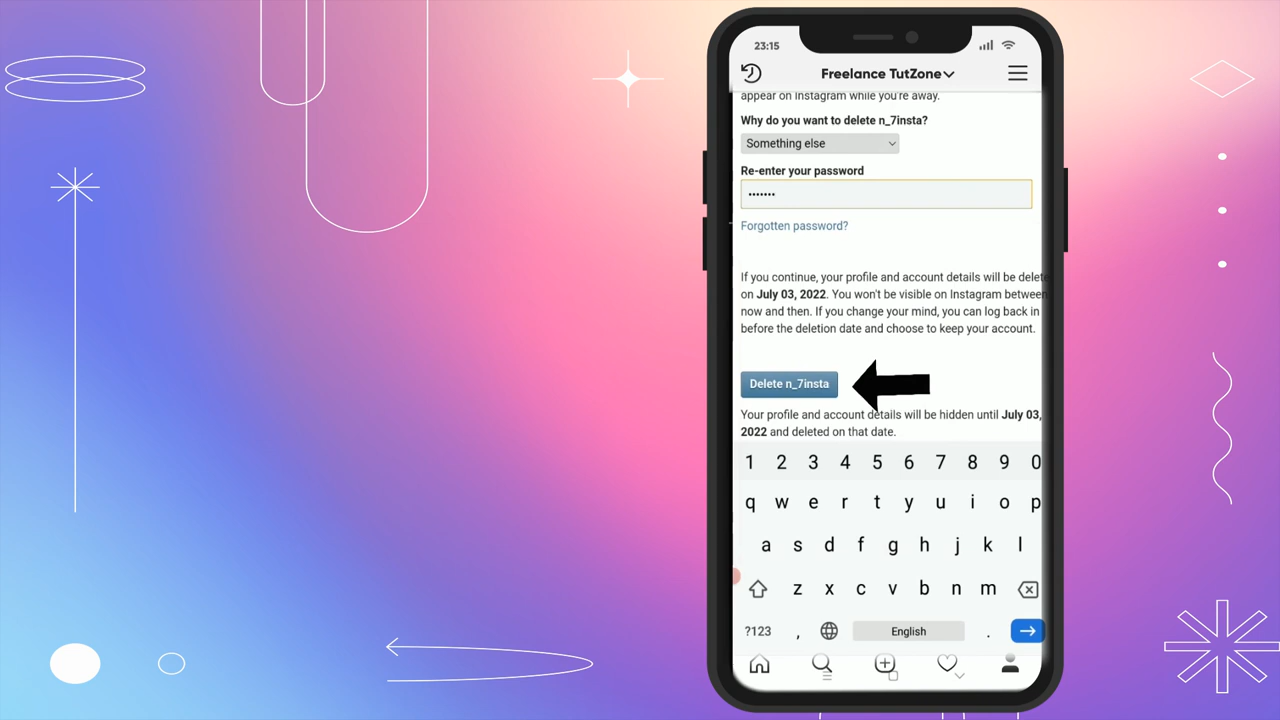 23:15
Freelance TutZone
appear on Instagram while you're away.
Why do you want to delete n_7insta?
Something else
Re-enter your password
•••••••
Forgotten password?
If you continue, your profile and account details will be delete
on July 03, 2022. You won't be visible on Instagram between
now and then. If you change your mind, you can log back in
before the deletion date and choose to keep your account.
Delete n_7insta
Your profile and account details will be hidden until July 03,
2022 and deleted on that date.
1 2 3 4 5 6 7 8 9 0
q w e r t y u i o p
a s d f g h j k l
z x c v b n m
?123 , English .